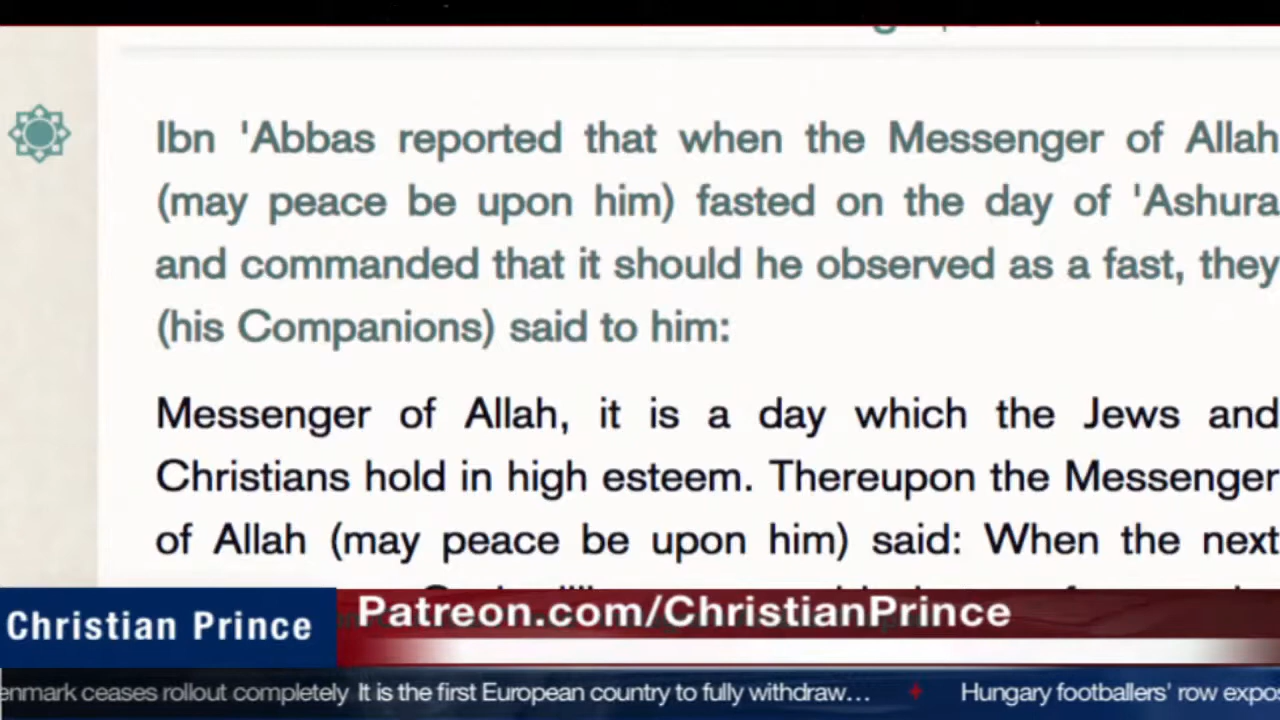 Ibn 'Abbas reported that when the Messenger of Allah
(may peace be upon him) fasted on the day of 'Ashura
and commanded that it should he observed as a fast, they
(his Companions) said to him:
Messenger of Allah, it is a day which the Jews and
Christians hold in high esteem. Thereupon the Messenger
of Allah (may peace be upon him) said: When the next
Christian Prince
Patreon.com/ChristianPrince
enmark ceases rollout completely It is the first European country to fully withdraw... Hungary footballers' row expos